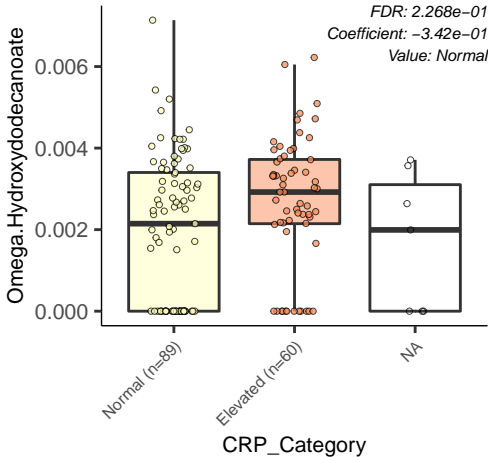 FDR: 2.268e−01
Coefficient: −3.42e−01
Value: Normal
Omega.Hydroxydodecanoate
0.006
0.004
0.002
0.000
Normal (n=89)
Elevated (n=60)
NA
CRP_Category